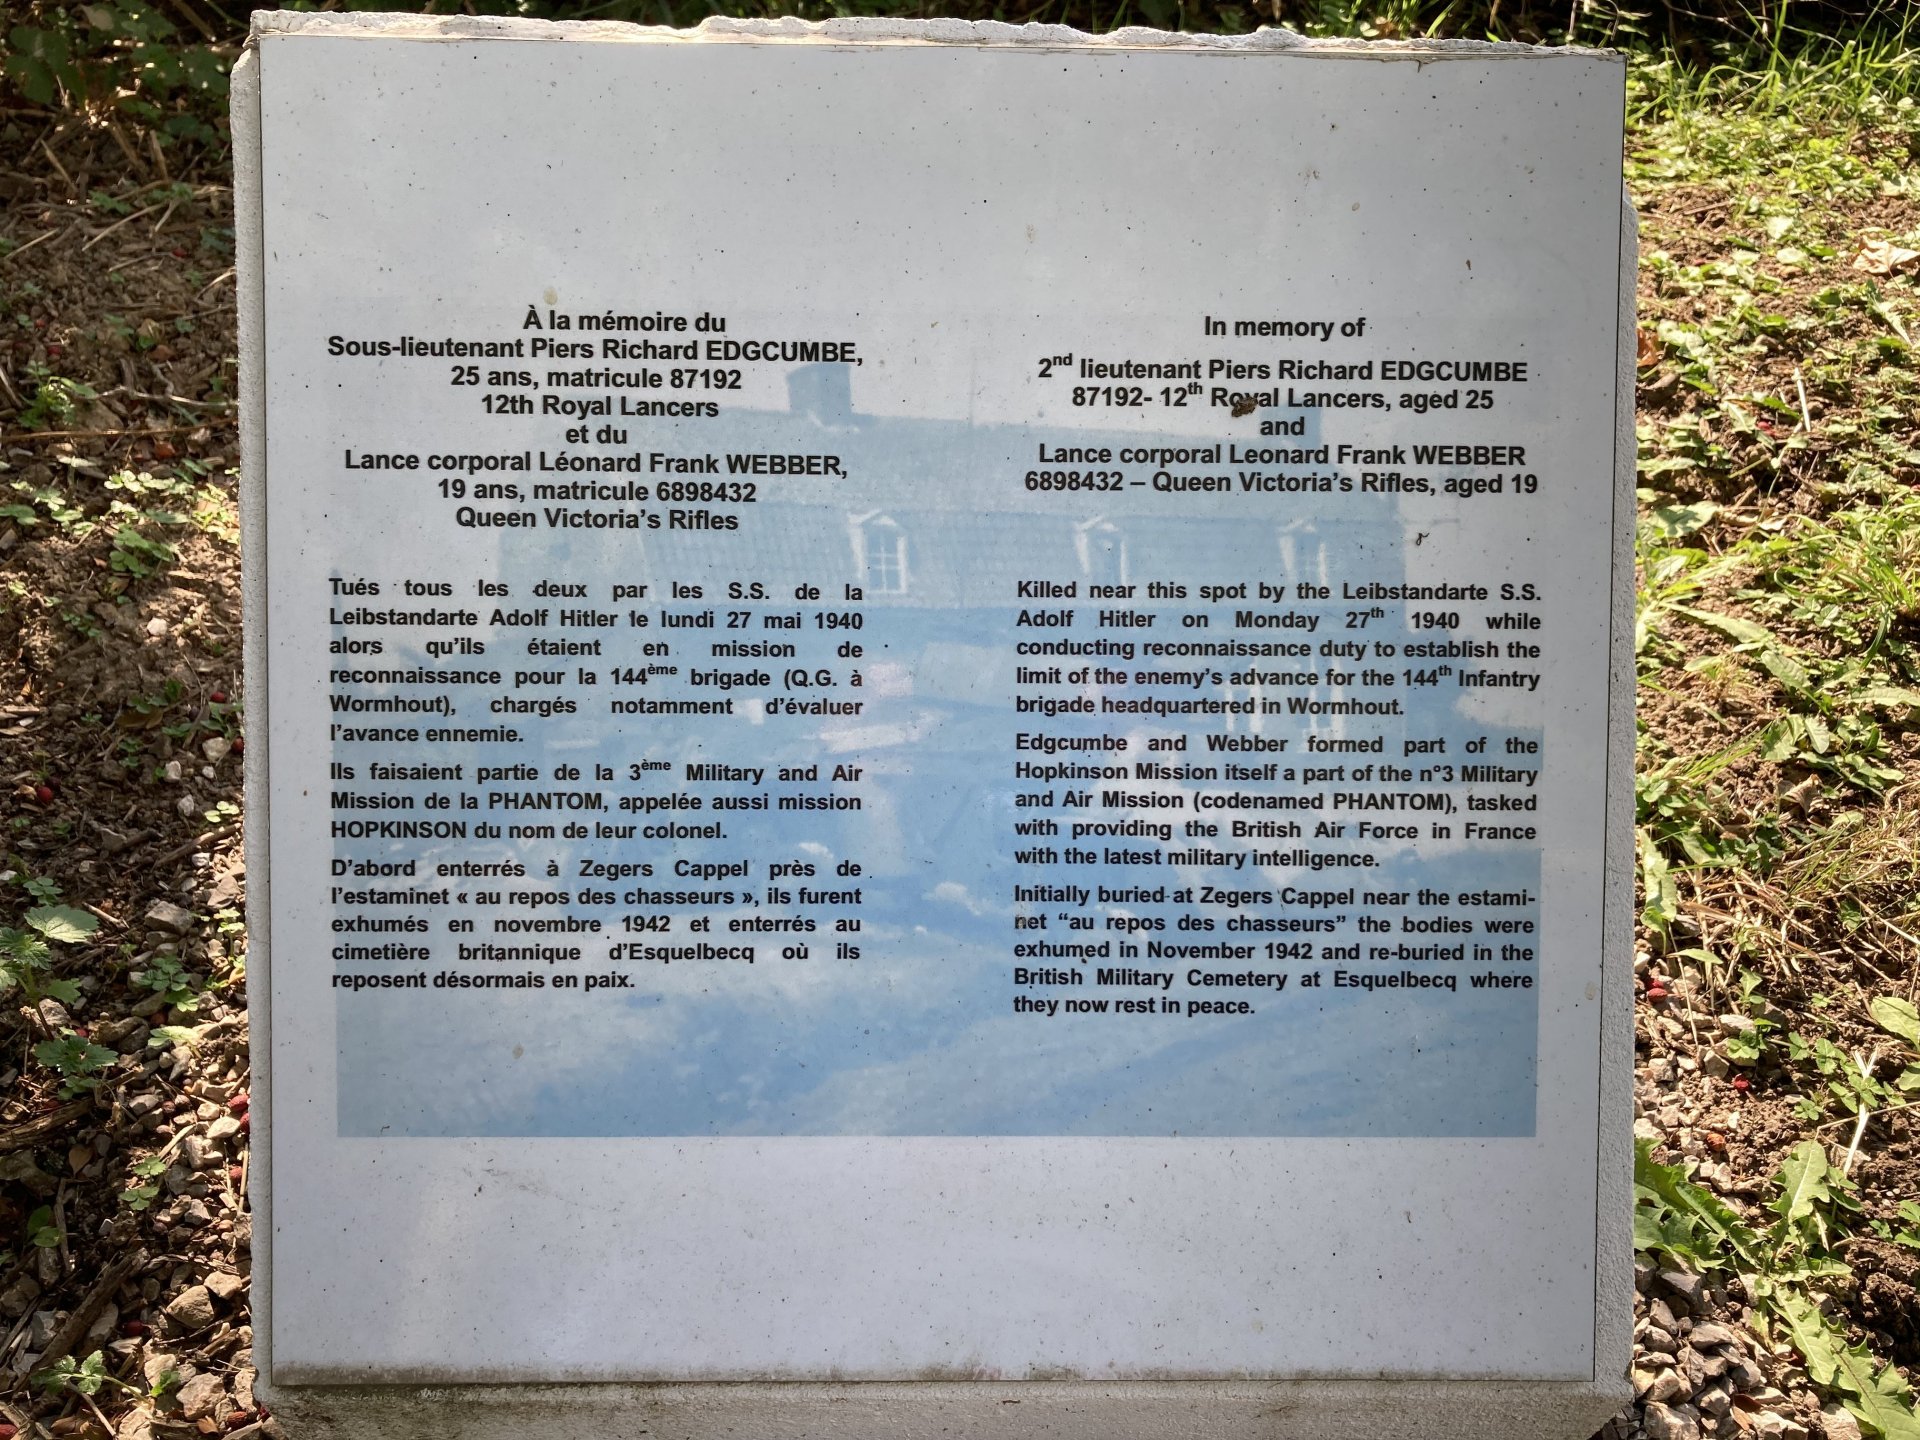 À la mémoire du
Sous-lieutenant Piers Richard EDGCUMBE,
25 ans, matricule 87192
12th Royal Lancers
et du
Lance corporal Léonard Frank WEBBER,
19 ans, matricule 6898432
Queen Victoria's Rifles
Tués tous les deux par les S.S. de la
Leibstandarte Adolf Hitler le lundi 27 mai 1940
alors qu'ils étaient en mission de
reconnaissance pour la 144ème brigade (Q.G. à
Wormhout), chargés notamment d'évaluer
l'avance ennemie.
Ils faisaient partie de la 3ème Military and Air
Mission de la PHANTOM, appelée aussi mission
HOPKINSON du nom de leur colonel.
D'abord enterrés à Zegers Cappel près de
l'estaminet « au repos des chasseurs », ils furent
exhumés en novembre 1942 et enterrés au
cimetière britannique d'Esquelbecq où ils
reposent désormais en paix.
In memory of
2nd lieutenant Piers Richard EDGCUMBE
87192- 12th Royal Lancers, aged 25
and
Lance corporal Leonard Frank WEBBER
6898432 – Queen Victoria's Rifles, aged 19
Killed near this spot by the Leibstandarte S.S.
Adolf Hitler on Monday 27th 1940 while
conducting reconnaissance duty to establish the
limit of the enemy's advance for the 144th Infantry
brigade headquartered in Wormhout.
Edgcumbe and Webber formed part of the
Hopkinson Mission itself a part of the n°3 Military
and Air Mission (codenamed PHANTOM), tasked
with providing the British Air Force in France
with the latest military intelligence.
Initially buried at Zegers Cappel near the estami-
net "au repos des chasseurs" the bodies were
exhumed in November 1942 and re-buried in the
British Military Cemetery at Esquelbecq where
they now rest in peace.